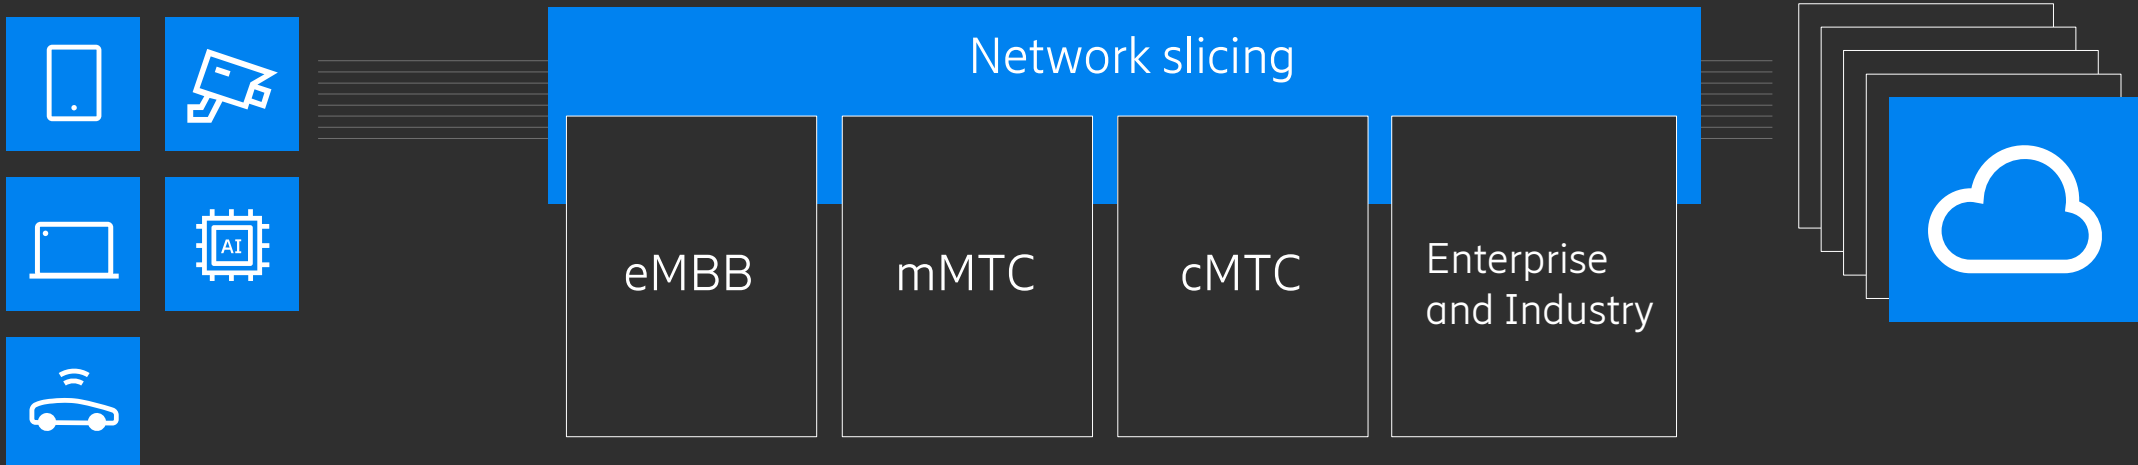 Network slicing
AI
eMBB
mMTC
cMTC
Enterprise
and Industry